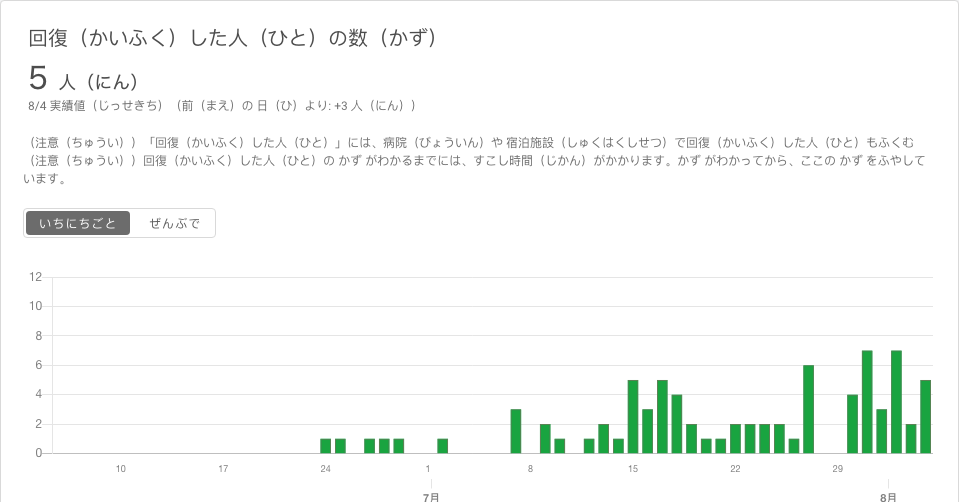 回復（かいふく）した人（ひと）の数（かず）
5 人（にん）
8/4 実績値（じっせきち）（前（まえ）の 日（ひ）より: +3 人（にん））
（注意（ちゅうい））「回復（かいふく）した人（ひと）」には、病院（びょういん）や 宿泊施設（しゅくはくしせつ）で回復（かいふく）した人（ひと）もふくむ
（注意（ちゅうい））回復（かいふく）した人（ひと）の かず がわかるまでには、すこし時間（じかん）がかかります。かず がわかってから、ここの かず をふやして
います。
いちにちごと ぜんぶで
12
10
8
6
4
2
0
10 17 24 1 8 15 22 29
7月 8月